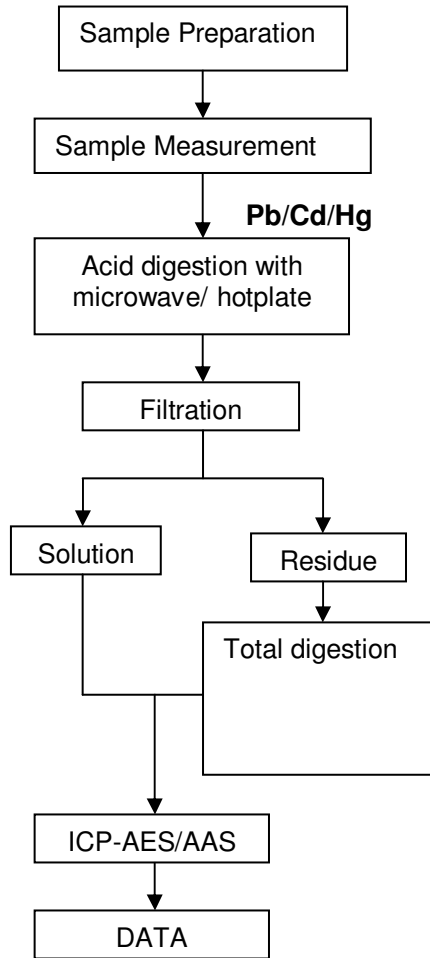 Sample Preparation
Sample Measurement
Pb/Cd/Hg
Acid digestion with
microwave/ hotplate
Filtration
Solution
Residue
Total digestion
ICP-AES/AAS
DATA